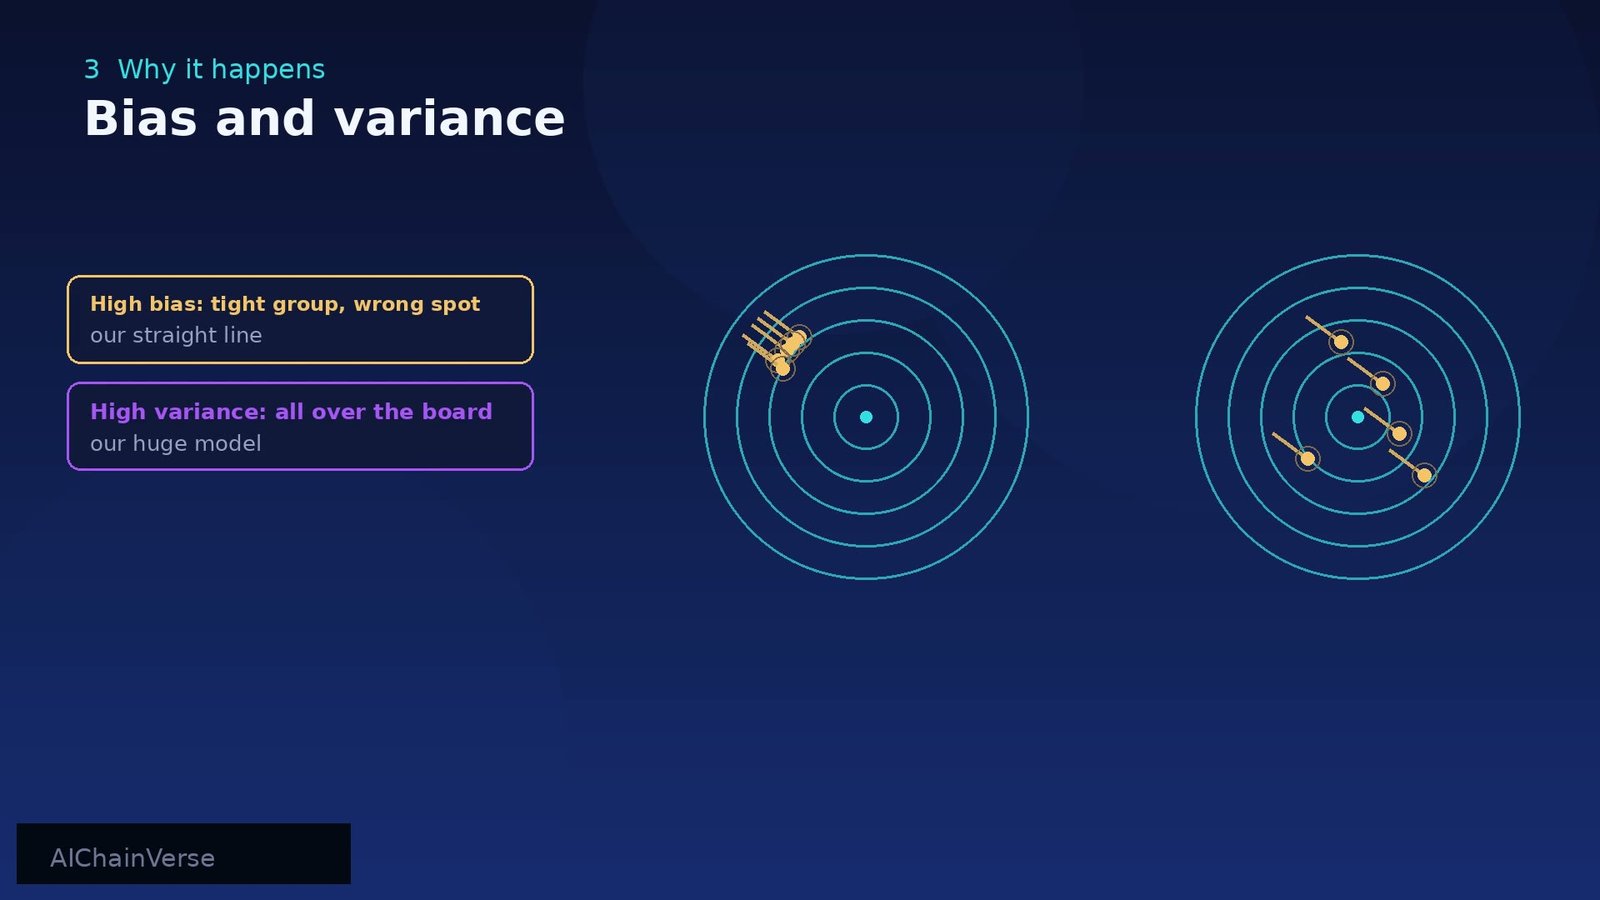 3 Why it happens
Bias and variance
High bias: tight group, wrong spot
our straight line
High variance: all over the board
our huge model
AIChainVerse